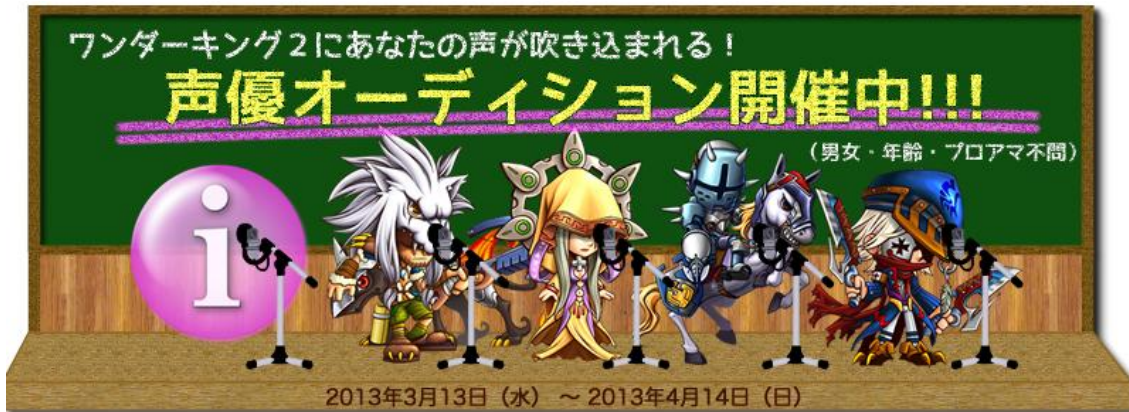 ワンダーキング２にあなたの声が吹き込まれる！
声優オーディション開催中!!!
（男女・年齢・プロアマ不問）
i
2013年3月13日（水） ～ 2013年4月14日（日）